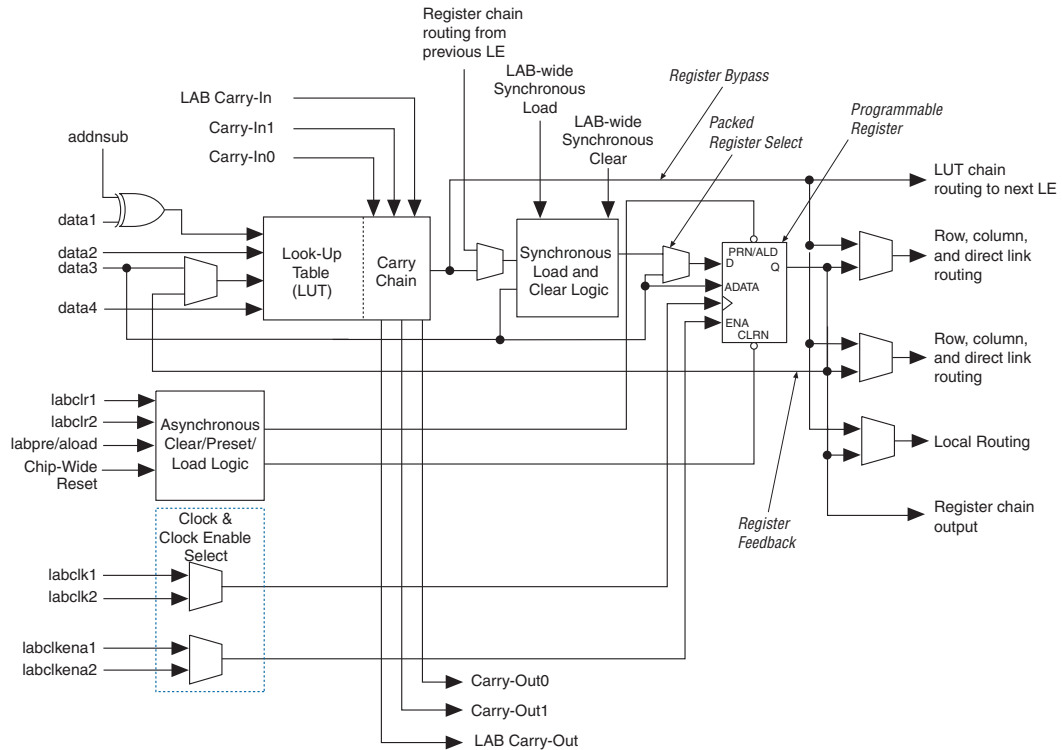 Register chain
routing from
previous LE
LAB-wide
Synchronous
Load
LAB-wide
Synchronous
Clear
Register Bypass
Packed
Register Select
Programmable
Register
LAB Carry-In
Carry-In1
Carry-In0
addnsub
data1
data2
data3
data4
Look-Up
Table
(LUT)
Carry
Chain
Synchronous
Load and
Clear Logic
PRN/ALD
D
Q
ADATA
ENA
CLRN
LUT chain
routing to next LE
Row, column,
and direct link
routing
Row, column,
and direct link
routing
Local Routing
Register chain
output
Register
Feedback
labclr1
labclr2
labpre/aload
Chip-Wide
Reset
Asynchronous
Clear/Preset/
Load Logic
Clock &
Clock Enable
Select
labclk1
labclk2
labclkena1
labclkena2
Carry-Out0
Carry-Out1
LAB Carry-Out